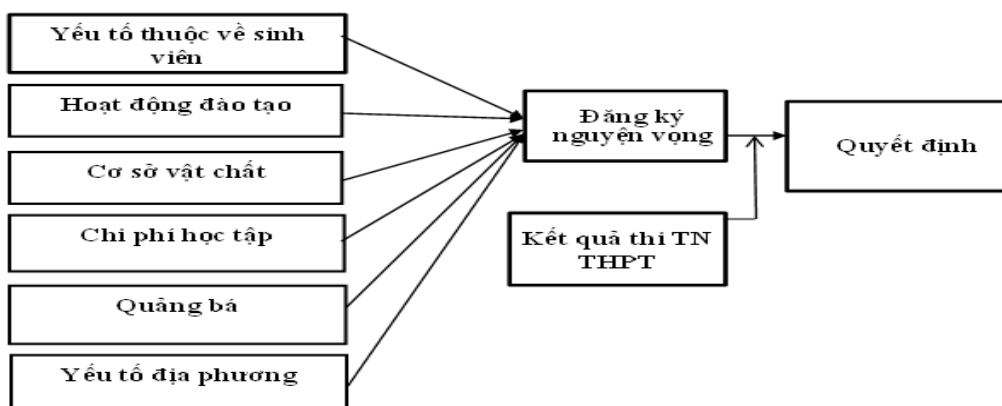 Yếu tố thuộc về sinh
viên
Hoạt động đào tạo
Cơ sở vật chất
Chi phí học tập
Quảng bá
Yếu tố địa phương
Đăng ký
nguyện vọng
Kết quả thi TN
THPT
Quyết định